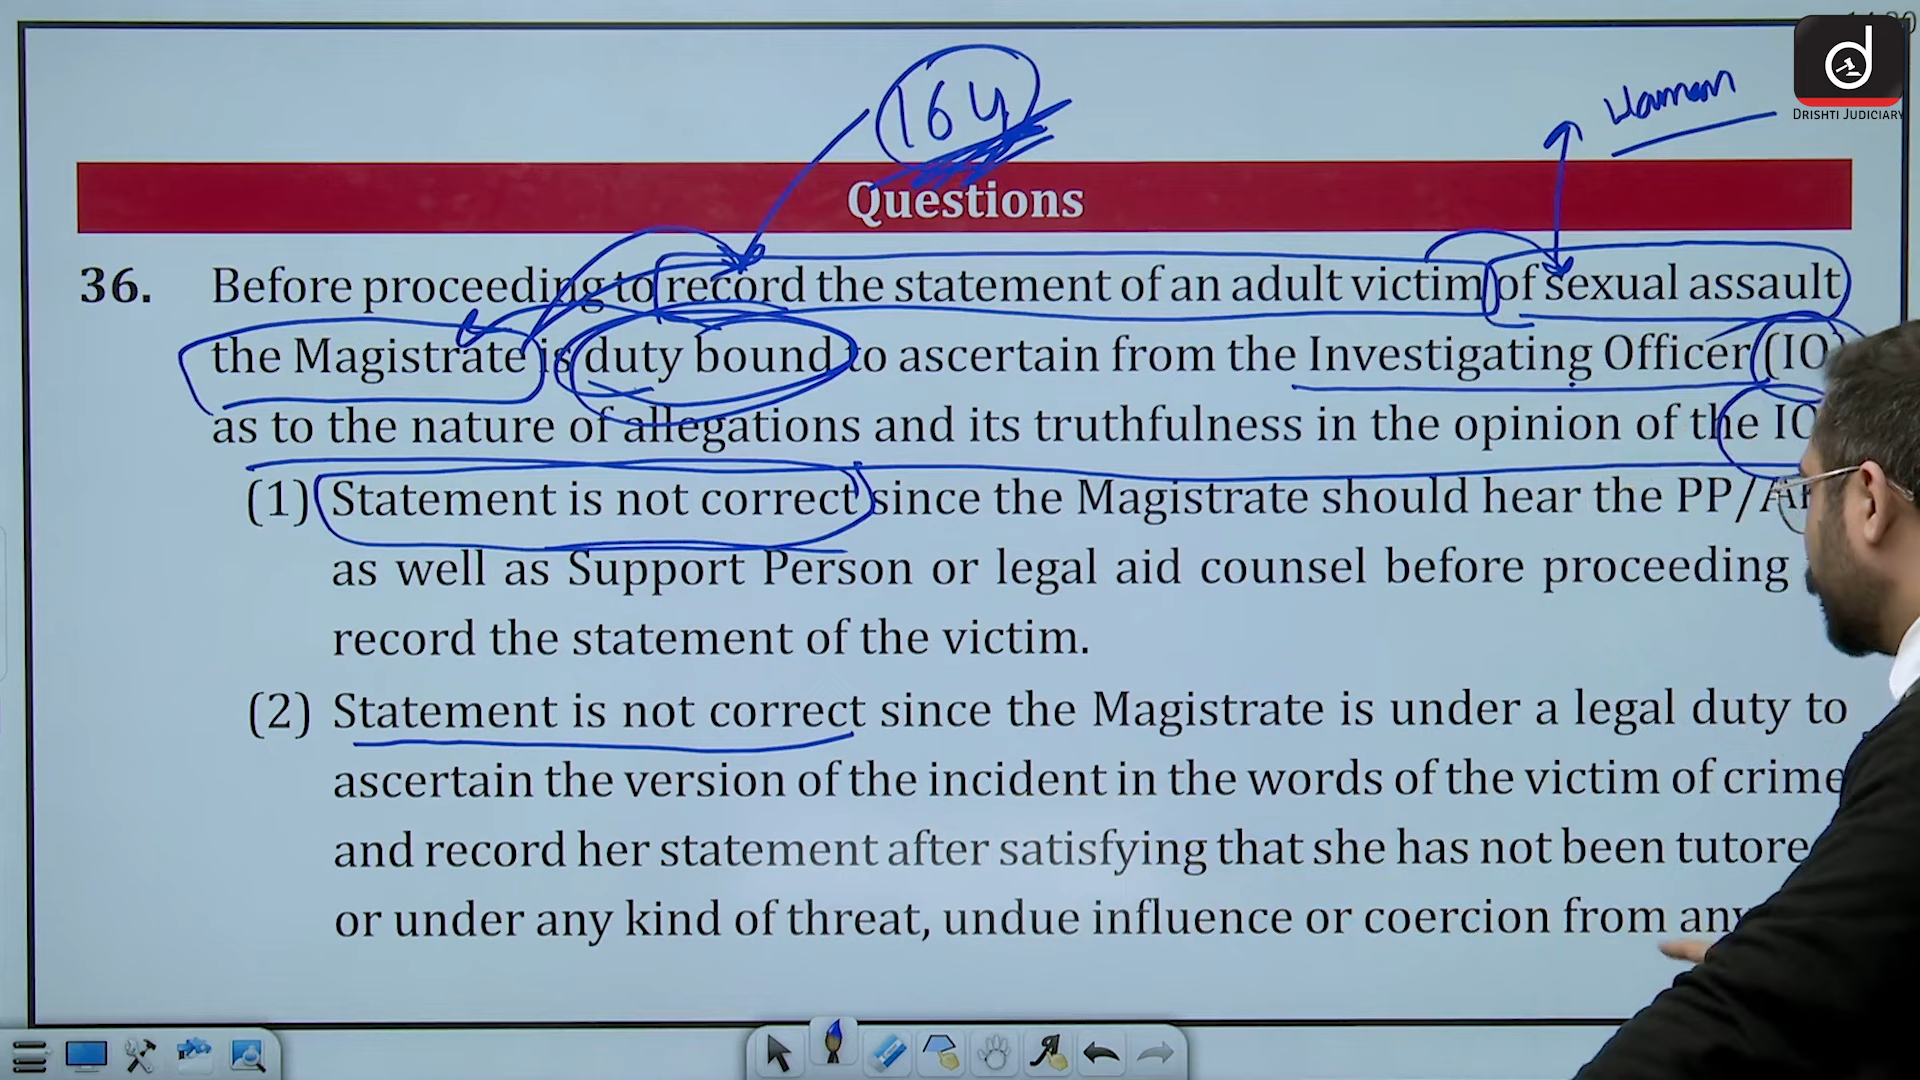 164
Women
DRISHTI JUDICIARY
Questions
36. Before proceeding to record the statement of an adult victim of sexual assault
the Magistrate is duty bound to ascertain from the Investigating Officer (IO)
as to the nature of allegations and its truthfulness in the opinion of the IO
(1) Statement is not correct since the Magistrate should hear the PP/
as well as Support Person or legal aid counsel before proceeding
record the statement of the victim.
(2) Statement is not correct since the Magistrate is under a legal duty to
ascertain the version of the incident in the words of the victim of crime
and record her statement after satisfying that she has not been tutore
or under any kind of threat, undue influence or coercion from any